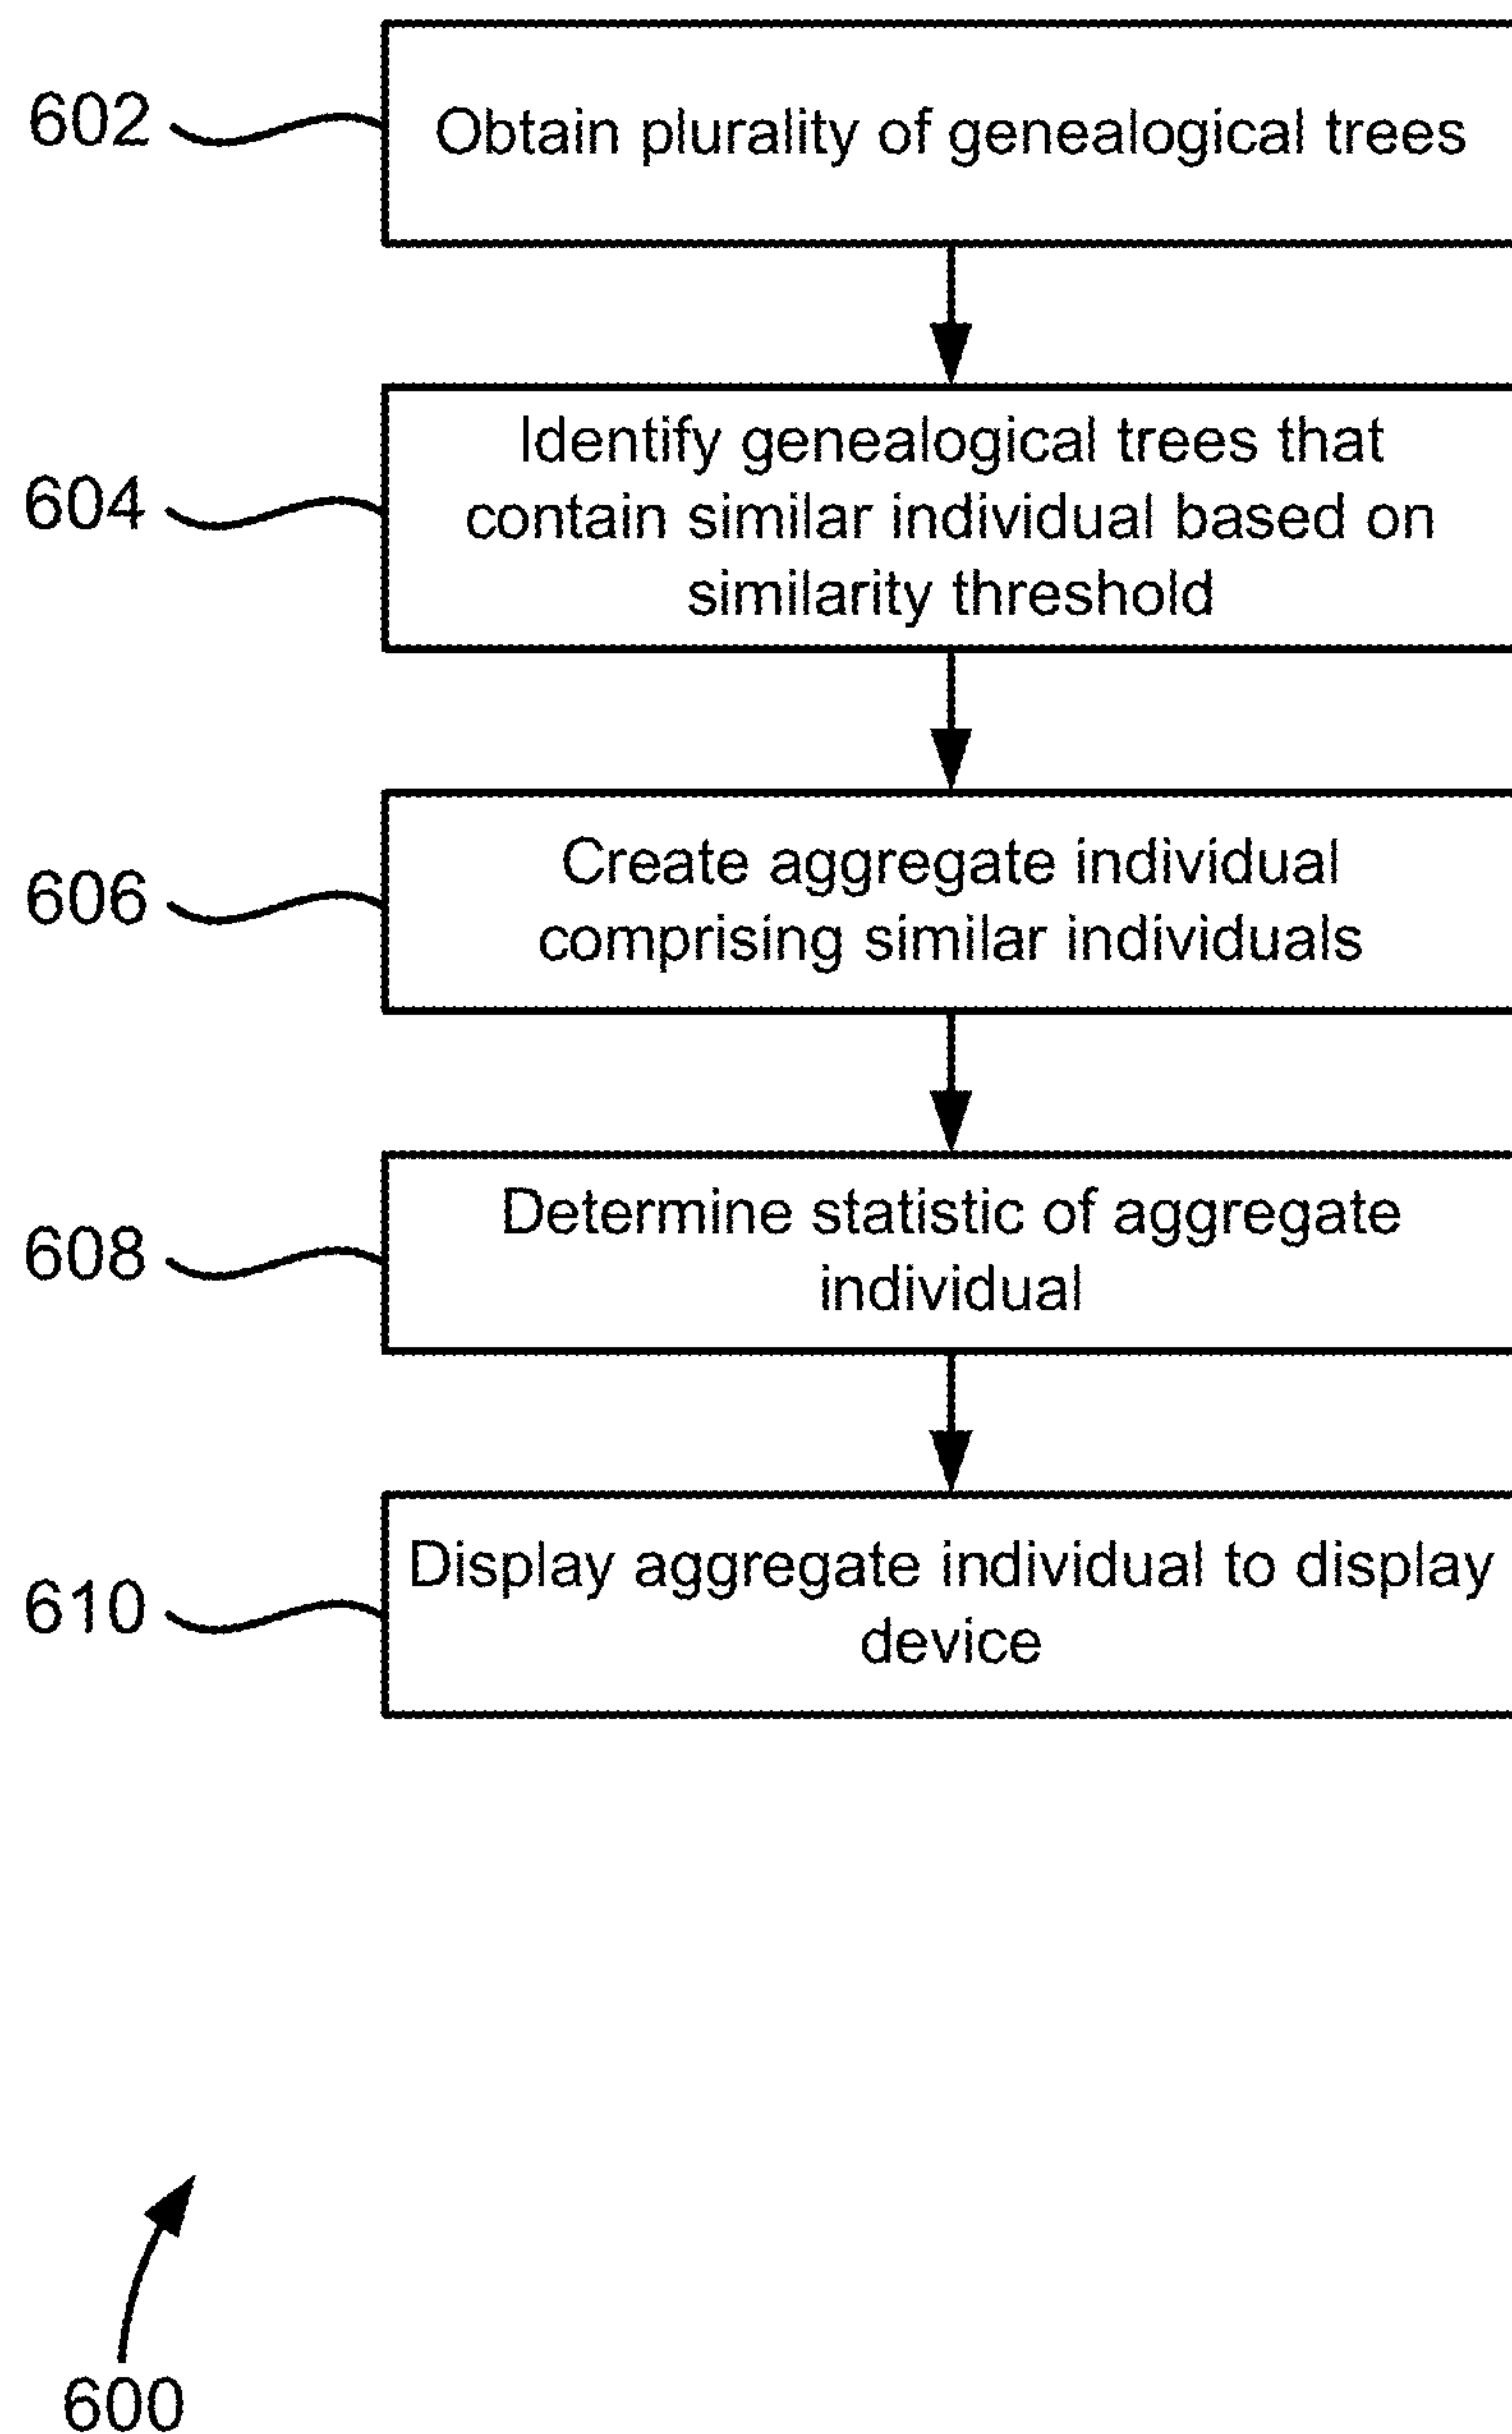 602
Obtain plurality of genealogical trees
604
Identify genealogical trees that
contain similar individual based on
similarity threshold
606
Create aggregate individual
comprising similar individuals
608
Determine statistic of aggregate
individual
610
Display aggregate individual to display
device
600